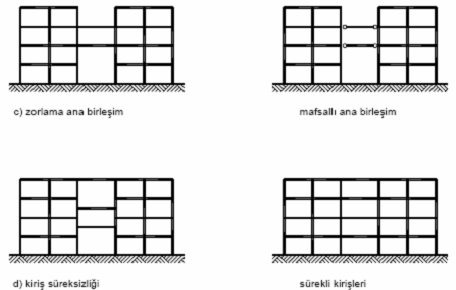 c) zorlama ana birleşim
mafsallı ana birleşim
d) kiriş süreksizliği
sürekli kirişleri